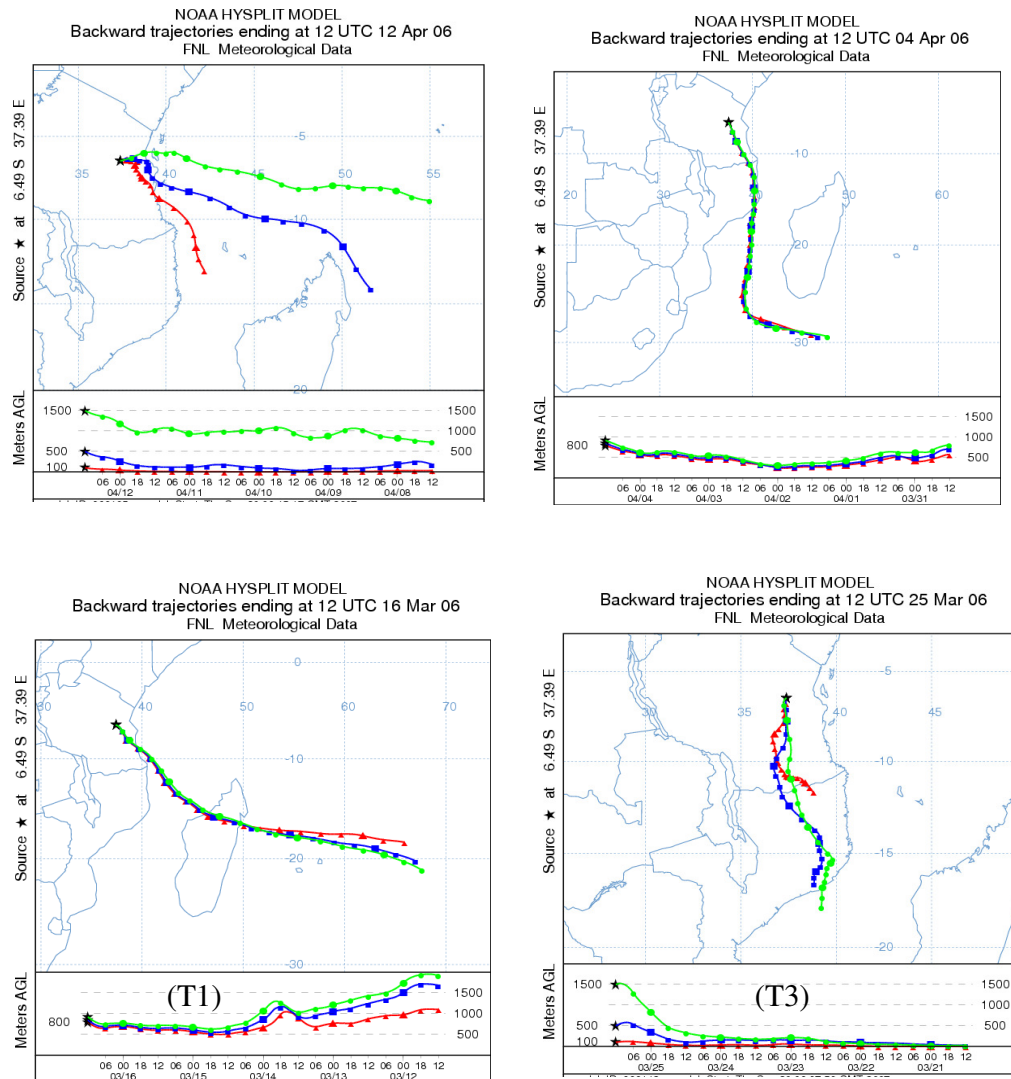 NOAA HYSPLIT MODEL
Backward trajectories ending at 12 UTC 12 Apr 06
FNL Meteorological Data
Source ★ at 6.49 S 37.39 E
35 40 45 50 55
-5
-10
-15
-20
Meters AGL
1500 1500
1000
500 500
100
06 00 18 12 06 00 18 12 06 00 18 12 06 00 18 12 06 00 18 12
04/12 04/11 04/10 04/09 04/08
NOAA HYSPLIT MODEL
Backward trajectories ending at 12 UTC 04 Apr 06
FNL Meteorological Data
Source ★ at 6.49 S 37.39 E
-10
20 40 50 60
-20
-30
Meters AGL
1500
1000
800
500
06 00 18 12 06 00 18 12 06 00 18 12 06 00 18 12 06 00 18 12
04/04 04/03 04/02 04/01 03/31
NOAA HYSPLIT MODEL
Backward trajectories ending at 12 UTC 16 Mar 06
FNL Meteorological Data
Source ★ at 6.49 S 37.39 E
0
30 40 50 60 70
-10
-20
-30
Meters AGL
(T1)
1500
1000
800
500
06 00 18 12 06 00 18 12 06 00 18 12 06 00 18 12 06 00 18 12
03/16 03/15 03/14 03/13 03/12
NOAA HYSPLIT MODEL
Backward trajectories ending at 12 UTC 25 Mar 06
FNL Meteorological Data
Source ★ at 6.49 S 37.39 E
-5
30 35 40 45
-10
-15
-20
Meters AGL
(T3)
1500 1500
1000
500 500
100
06 00 18 12 06 00 18 12 06 00 18 12 06 00 18 12 06 00 18 12
03/25 03/24 03/23 03/22 03/21